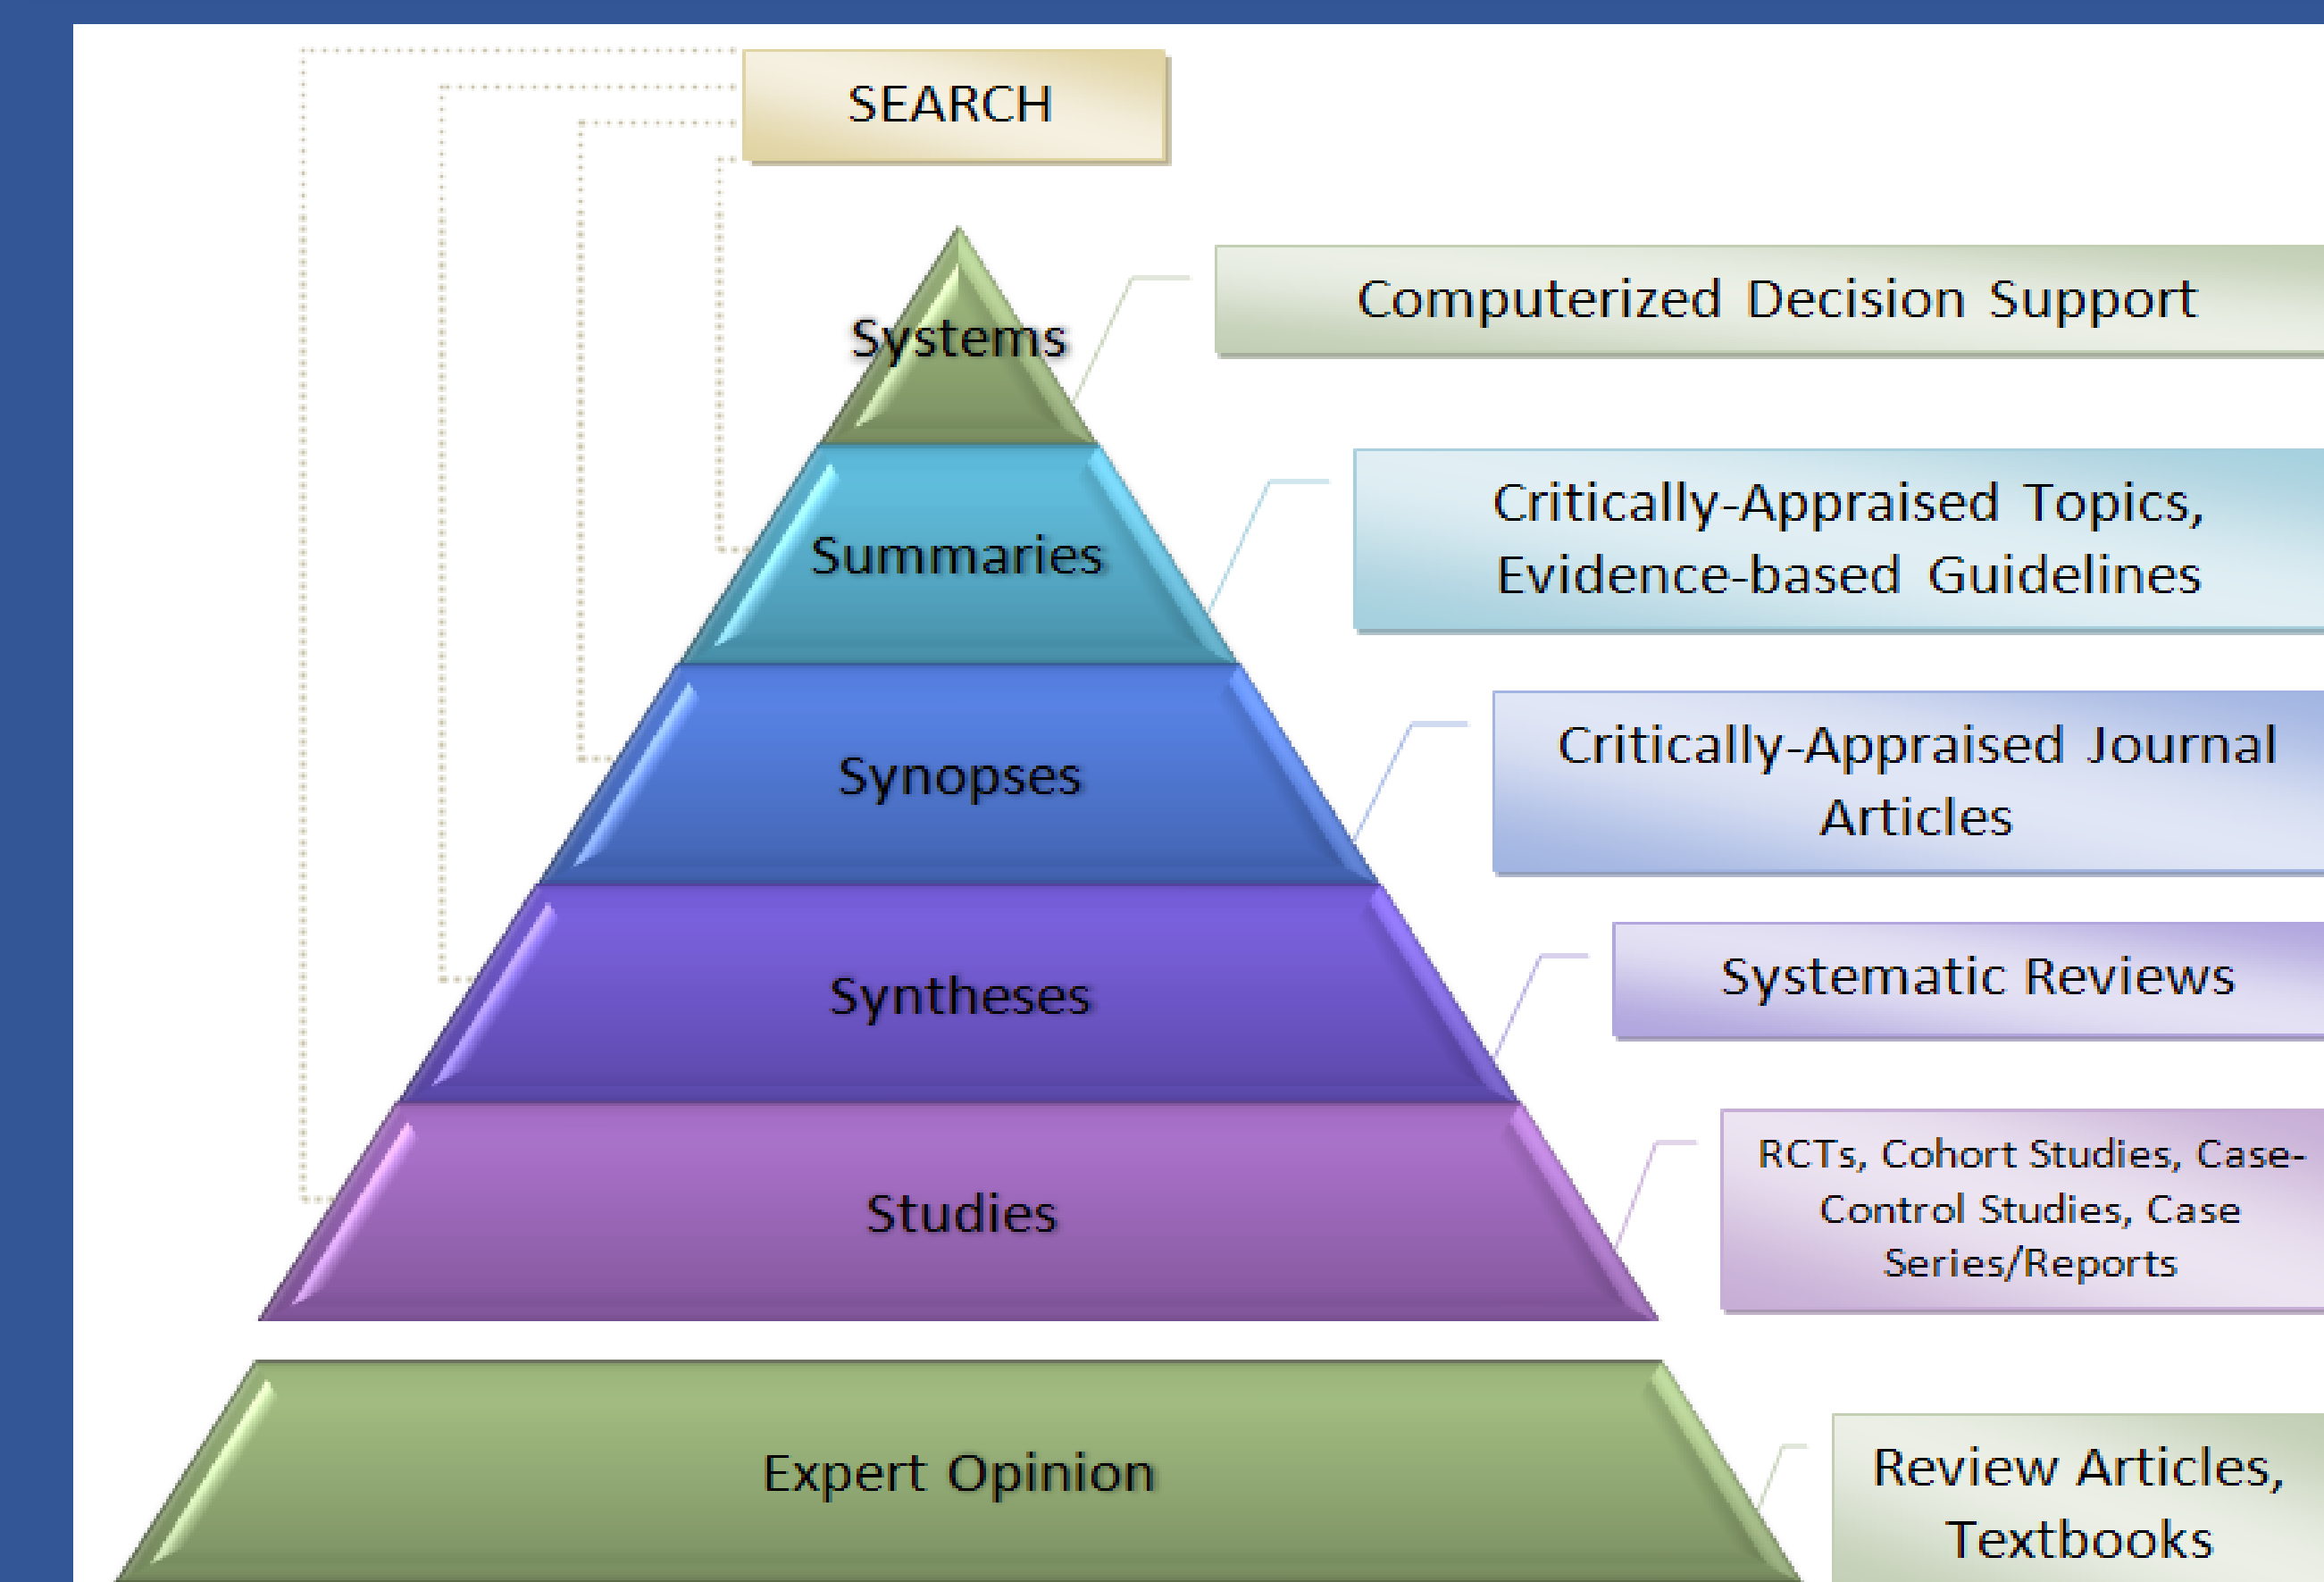 SEARCH
Systems
Computerized Decision Support
Summaries
Critically-Appraised Topics,
Evidence-based Guidelines
Synopses
Critically-Appraised Journal
Articles
Syntheses
Systematic Reviews
Studies
RCTs, Cohort Studies, Case-
Control Studies, Case
Series/Reports
Expert Opinion
Review Articles,
Textbooks